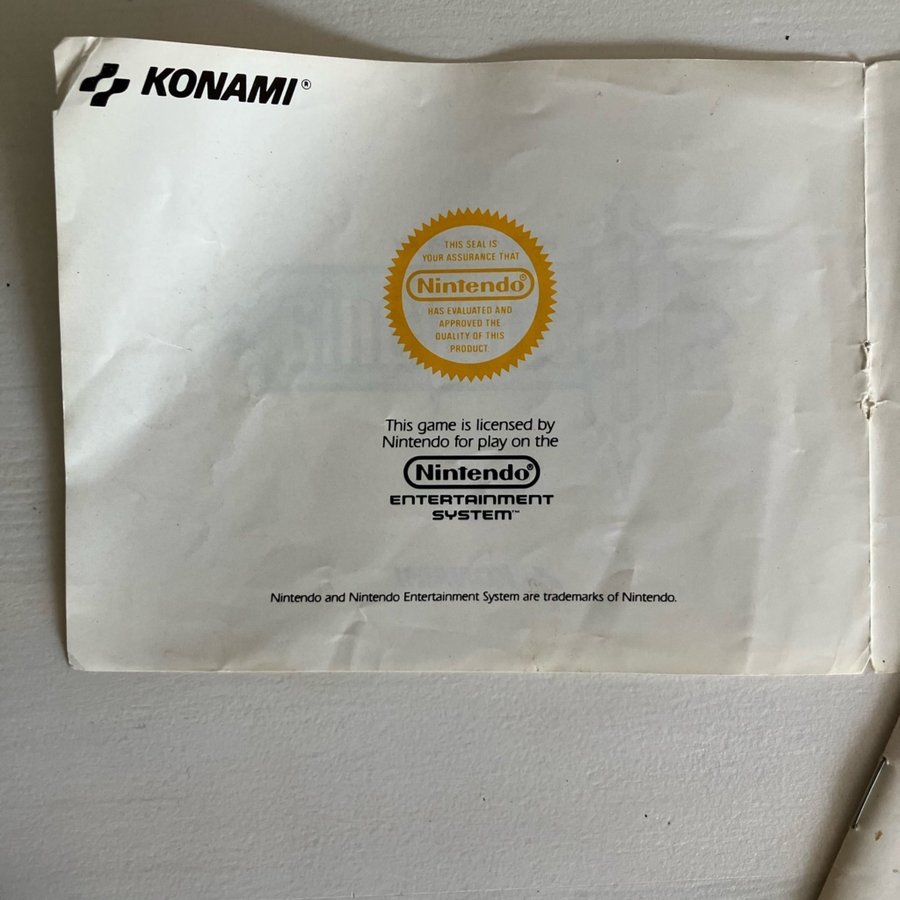 KONAMI®
THIS SEAL IS
YOUR ASSURANCE THAT
Nintendo®
HAS EVALUATED AND
APPROVED THE
QUALITY OF THIS
PRODUCT.
This game is licensed by
Nintendo for play on the
Nintendo®
ENTERTAINMENT
SYSTEM™
Nintendo and Nintendo Entertainment System are trademarks of Nintendo.